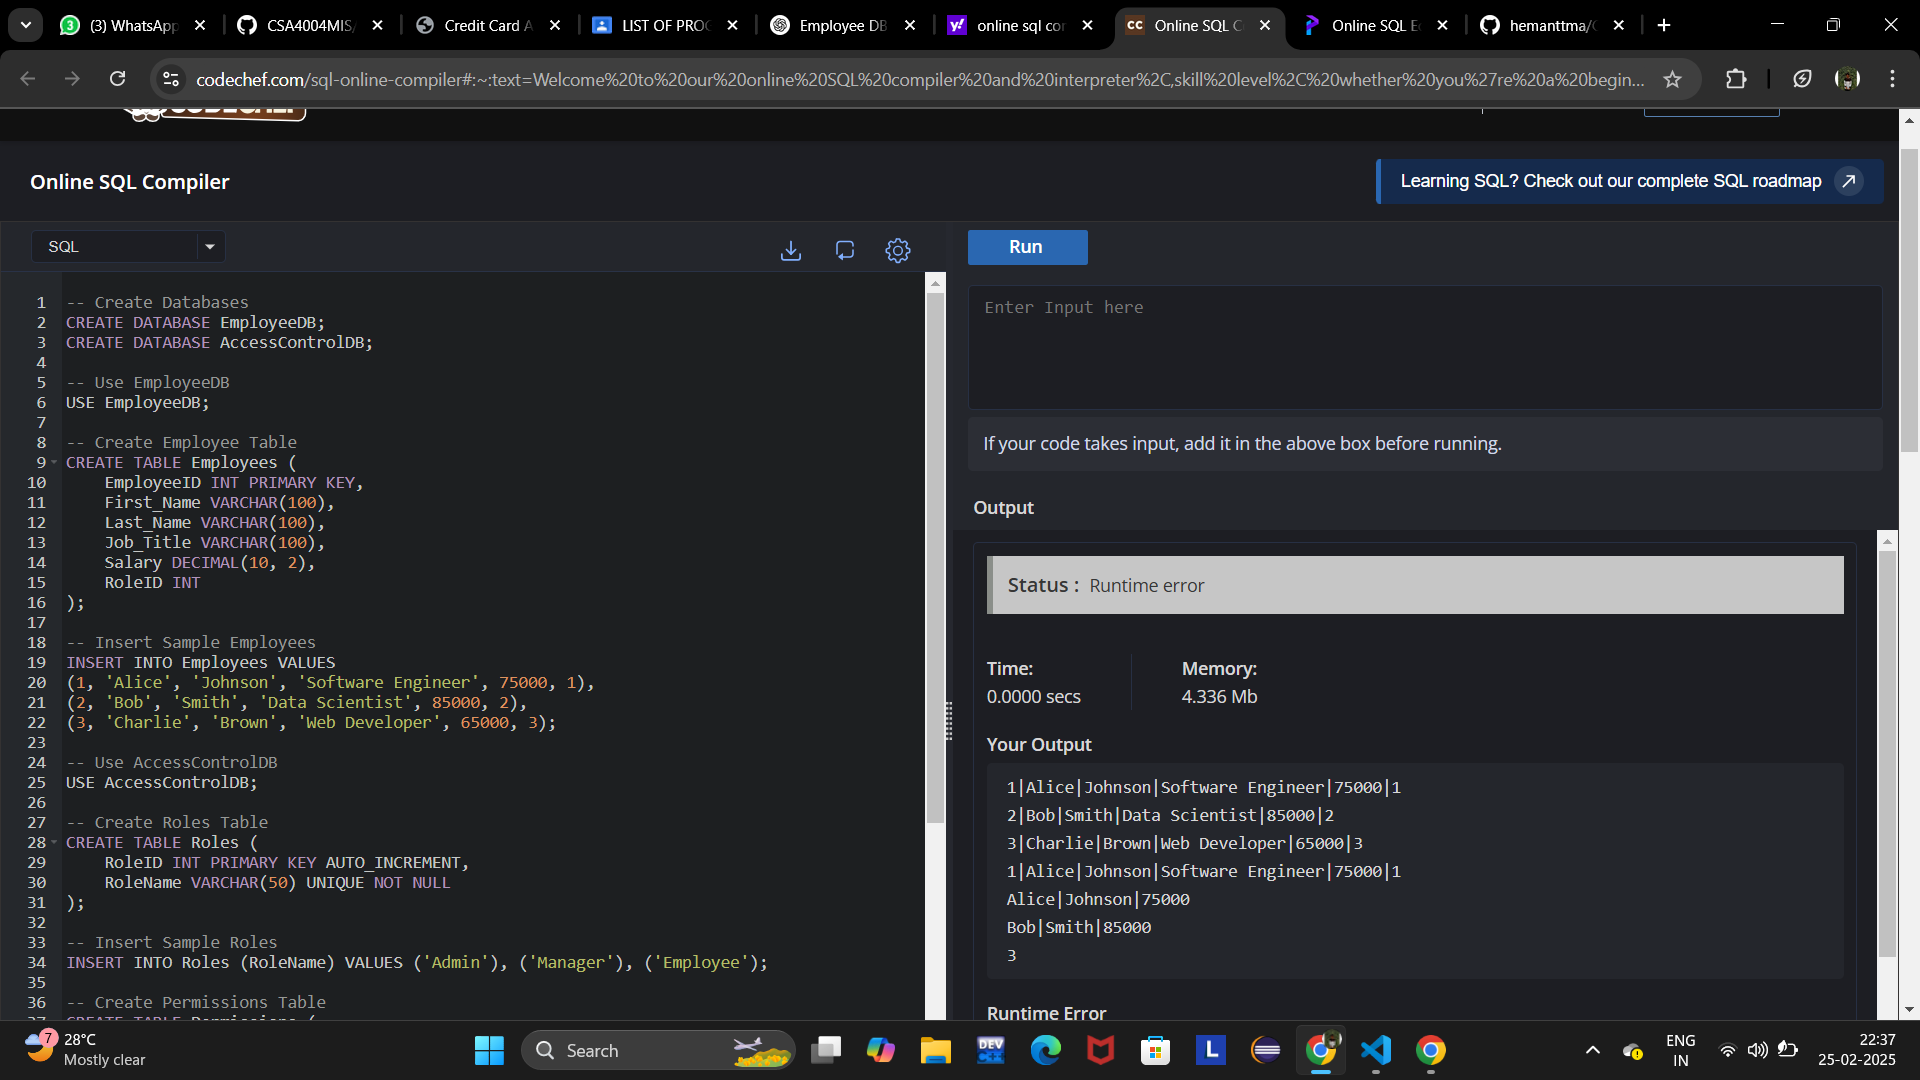 (3) WhatsApp
CSA4004MIS/
Credit Card A
LIST OF PROG
Employee DB
online sql cor
Online SQL C
Online SQL E
hemanttma/
codechef.com/sql-online-compiler#:~:text=Welcome%20to%20our%20online%20SQL%20compiler%20and%20interpreter%2C,skill%20level%2C%20whether%20you%27re%20a%20begin...
Online SQL Compiler
Learning SQL? Check out our complete SQL roadmap
SQL
Run
1 -- Create Databases
2 CREATE DATABASE EmployeeDB;
3 CREATE DATABASE AccessControlDB;
4
5 -- Use EmployeeDB
6 USE EmployeeDB;
7
8 -- Create Employee Table
9 CREATE TABLE Employees (
10 EmployeeID INT PRIMARY KEY,
11 First_Name VARCHAR(100),
12 Last_Name VARCHAR(100),
13 Job_Title VARCHAR(100),
14 Salary DECIMAL(10, 2),
15 RoleID INT
16 );
17
18 -- Insert Sample Employees
19 INSERT INTO Employees VALUES
20 (1, 'Alice', 'Johnson', 'Software Engineer', 75000, 1),
21 (2, 'Bob', 'Smith', 'Data Scientist', 85000, 2),
22 (3, 'Charlie', 'Brown', 'Web Developer', 65000, 3);
23
24 -- Use AccessControlDB
25 USE AccessControlDB;
26
27 -- Create Roles Table
28 CREATE TABLE Roles (
29 RoleID INT PRIMARY KEY AUTO_INCREMENT,
30 RoleName VARCHAR(50) UNIQUE NOT NULL
31 );
32
33 -- Insert Sample Roles
34 INSERT INTO Roles (RoleName) VALUES ('Admin'), ('Manager'), ('Employee');
35
36 -- Create Permissions Table
37 CREATE TABLE Permissions (
Enter Input here
If your code takes input, add it in the above box before running.
Output
Status : Runtime error
Time:
0.0000 secs
Memory:
4.336 Mb
Your Output
1|Alice|Johnson|Software Engineer|75000|1
2|Bob|Smith|Data Scientist|85000|2
3|Charlie|Brown|Web Developer|65000|3
1|Alice|Johnson|Software Engineer|75000|1
Alice|Johnson|75000
Bob|Smith|85000
3
Runtime Error
7
28°C
Mostly clear
Search
DEV
L
ENG
IN
22:37
25-02-2025